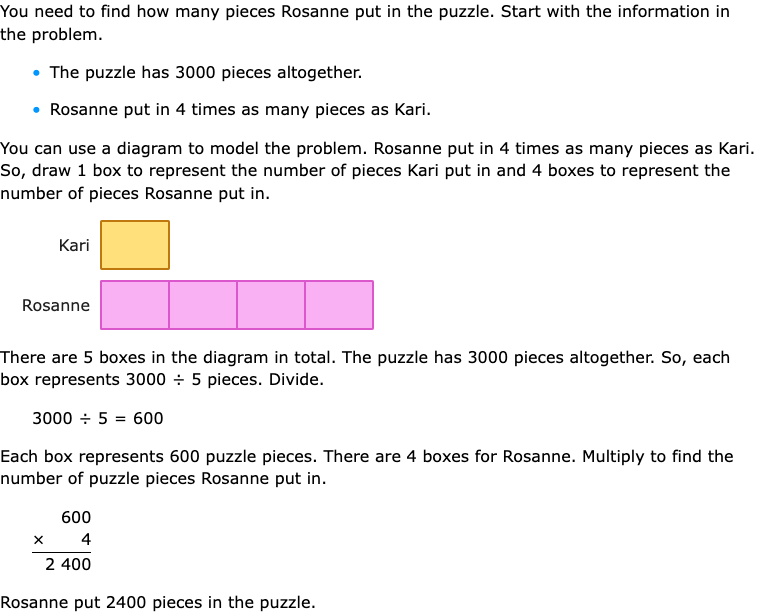 You need to find how many pieces Rosanne put in the puzzle. Start with the information in
the problem.
• The puzzle has 3000 pieces altogether.
• Rosanne put in 4 times as many pieces as Kari.
You can use a diagram to model the problem. Rosanne put in 4 times as many pieces as Kari.
So, draw 1 box to represent the number of pieces Kari put in and 4 boxes to represent the
number of pieces Rosanne put in.
Kari
Rosanne
There are 5 boxes in the diagram in total. The puzzle has 3000 pieces altogether. So, each
box represents 3000 ÷ 5 pieces. Divide.
3000 ÷ 5 = 600
Each box represents 600 puzzle pieces. There are 4 boxes for Rosanne. Multiply to find the
number of puzzle pieces Rosanne put in.
600
× 4
2 400
Rosanne put 2400 pieces in the puzzle.